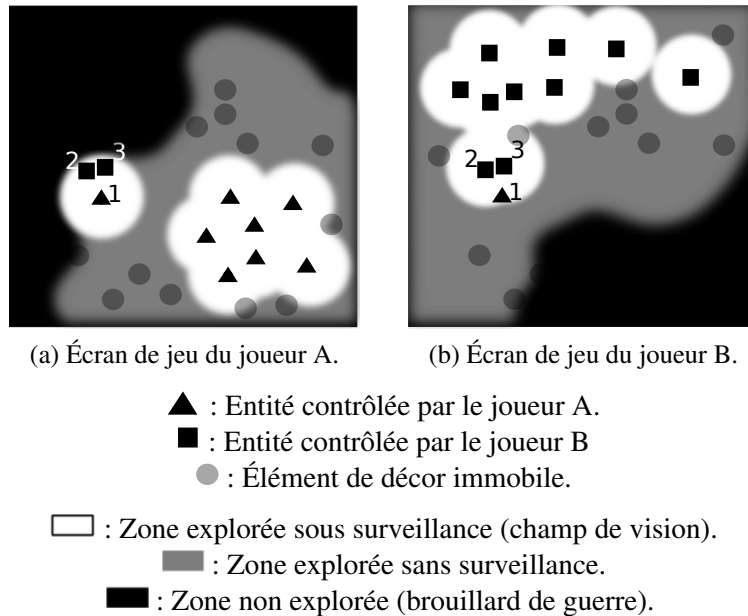 2 3
1
2 3
1
(a) Écran de jeu du joueur A.
(b) Écran de jeu du joueur B.
: Entité contrôlée par le joueur A.
: Entité contrôlée par le joueur B
: Élément de décor immobile.
: Zone explorée sous surveillance (champ de vision).
: Zone explorée sans surveillance.
: Zone non explorée (brouillard de guerre).